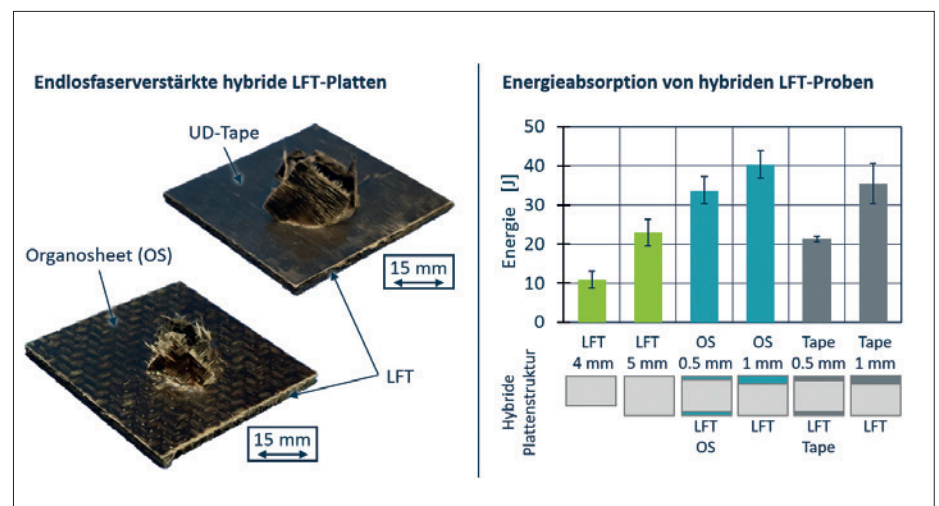 Endlosfaserverstärkte hybride LFT-Platten
UD-Tape
Organosheet (OS)
15 mm
LFT
15 mm
Energieabsorption von hybriden LFT-Proben
Energie [J]
50
40
30
20
10
0
LFT LFT OS OS Tape Tape
4 mm 5 mm 0.5 mm 1 mm 0.5 mm 1 mm
Hybride
Plattenstruktur
LFT LFT LFT LFT
OS Tape